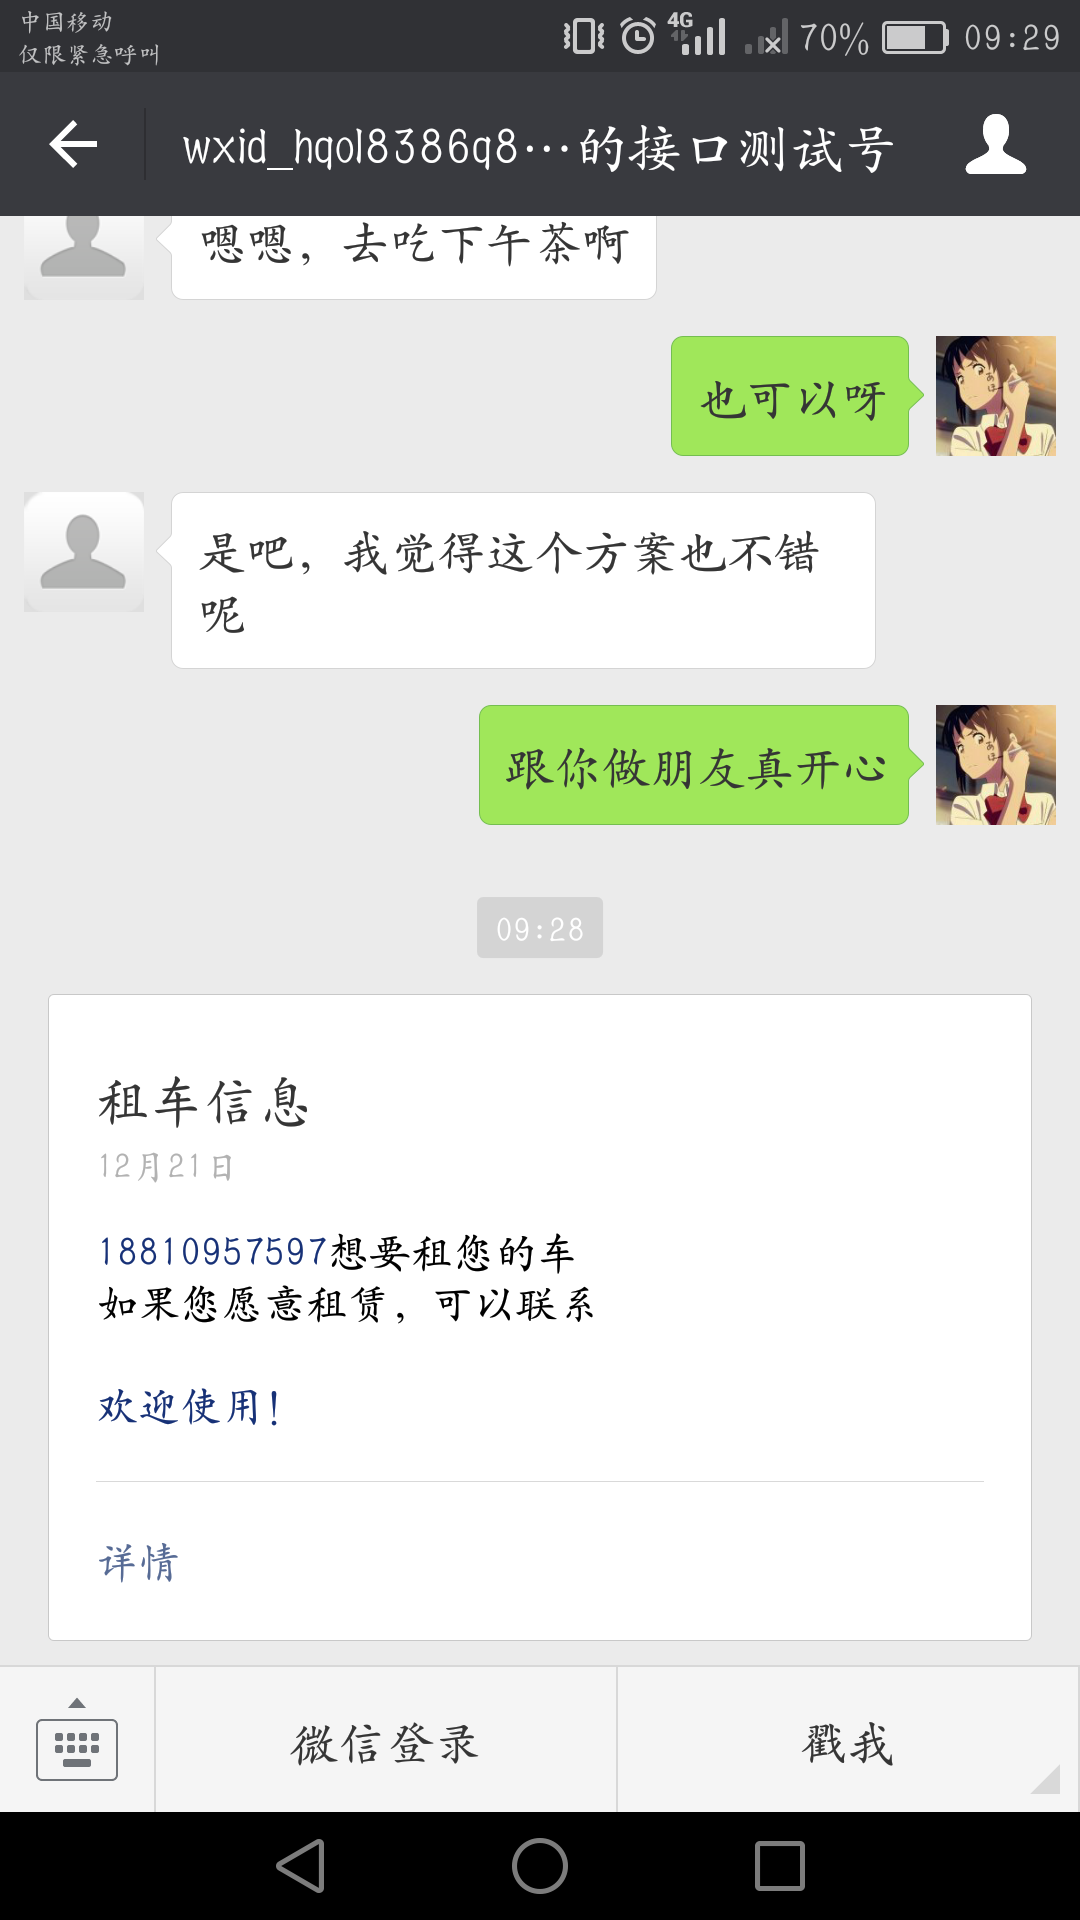 中国移动
仅限紧急呼叫
4G
70%
09:29
wxid_hqol8386q8···的接口测试号
嗯嗯，去吃下午茶啊
也可以呀
是吧，我觉得这个方案也不错
呢
跟你做朋友真开心
09:28
租车信息
12月21日
18810957597想要租您的车
如果您愿意租赁，可以联系
欢迎使用！
详情
微信登录
戳我